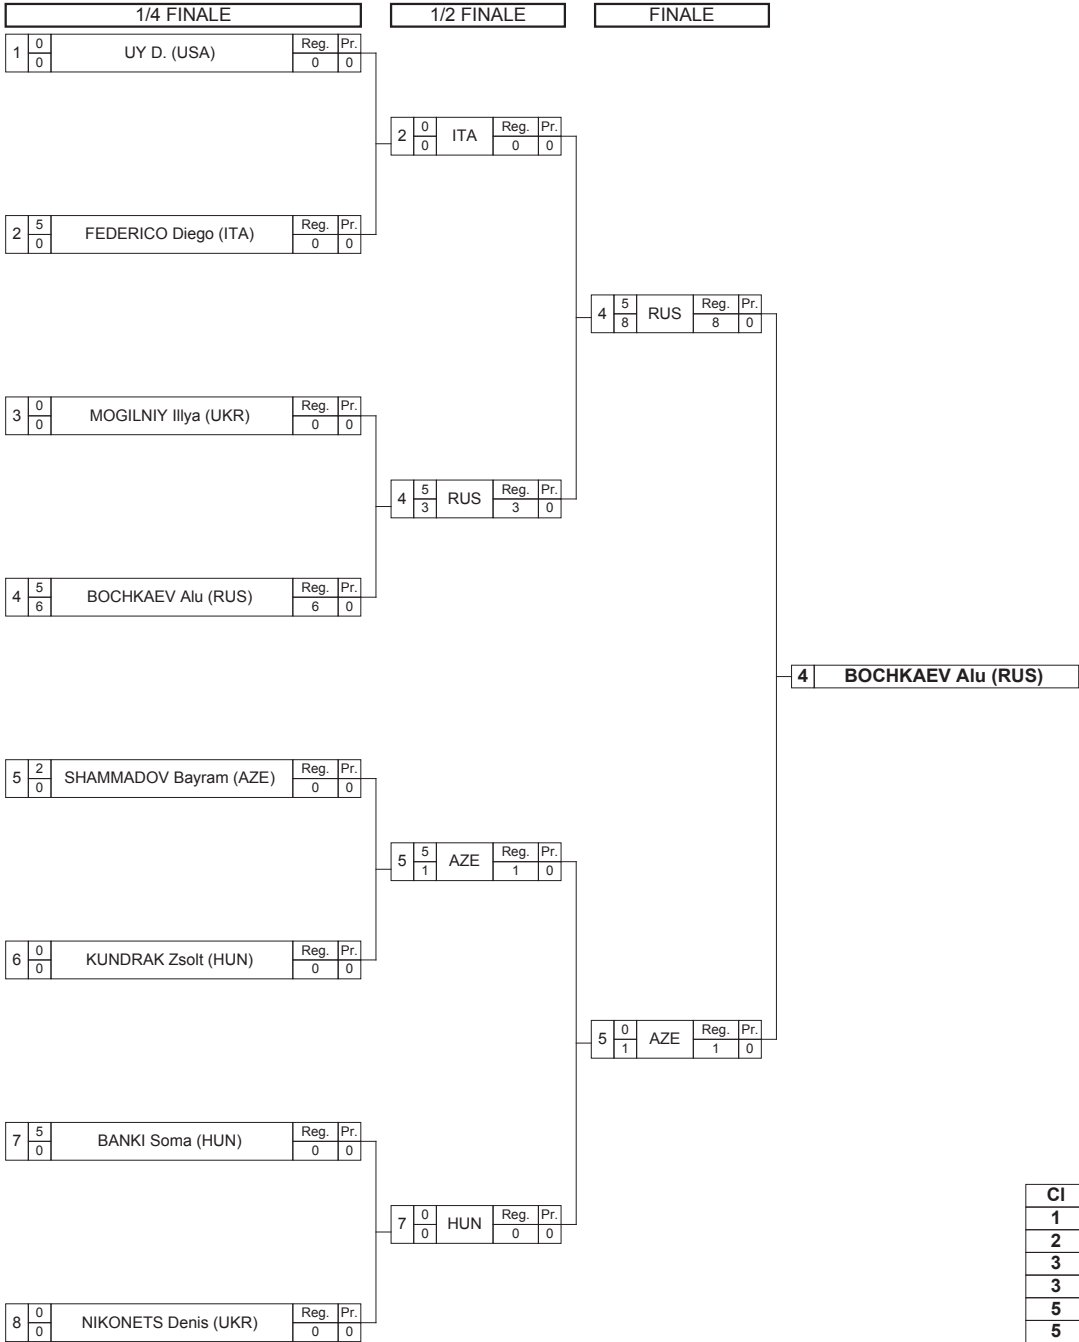 1/4 FINALE 1/2 FINALE FINALE
1 0 0 UY D. (USA) Reg. Pr. 0 0
2 0 0 ITA Reg. Pr. 0 0
2 5 0 FEDERICO Diego (ITA) Reg. Pr. 0 0
4 5 8 RUS Reg. Pr. 8 0
3 0 0 MOGILNIY Illya (UKR) Reg. Pr. 0 0
4 5 3 RUS Reg. Pr. 3 0
4 5 6 BOCHKAEV Alu (RUS) Reg. Pr. 6 0
4 BOCHKAEV Alu (RUS)
5 2 0 SHAMMADOV Bayram (AZE) Reg. Pr. 0 0
5 5 1 AZE Reg. Pr. 1 0
6 0 0 KUNDRAK Zsolt (HUN) Reg. Pr. 0 0
5 0 1 AZE Reg. Pr. 1 0
7 5 0 BANKI Soma (HUN) Reg. Pr. 0 0
7 0 0 HUN Reg. Pr. 0 0
8 0 0 NIKONETS Denis (UKR) Reg. Pr. 0 0
Cl
1
2
3
3
5
5